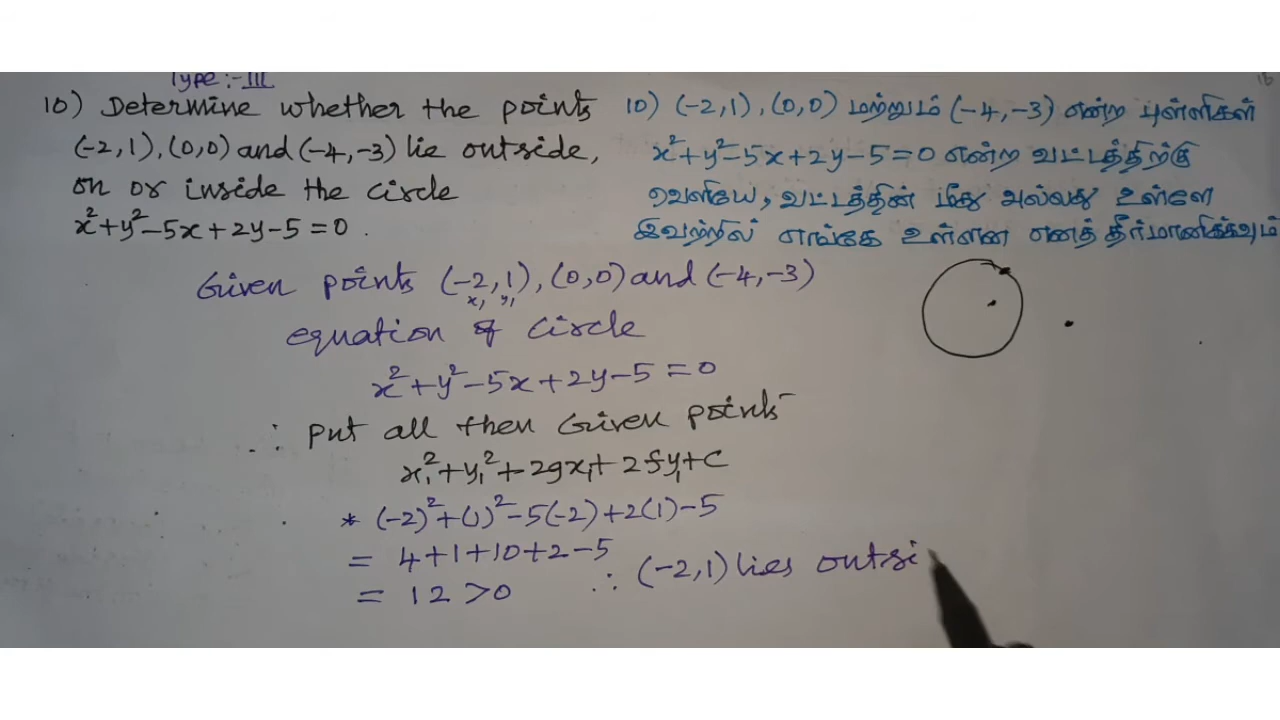 Type :- III
10) Determine whether the points
(-2,1), (0,0) and (-4,-3) lie outside,
on or inside the circle
x²+y²-5x+2y-5=0.
10) (-2,1), (0,0) மற்றும் (-4,-3) என்ற புள்ளிகள்
x²+y²-5x+2y-5=0 என்ற வட்டத்திற்கு
வெளியே, வட்டத்தின் மீது அல்லது உள்ளே
இவற்றில் எங்கே உள்ளன எனத் தீர்மானிக்கவும்
Given points (-2,1), (0,0) and (-4,-3)
x₁ y₁
equation of circle
x²+y²-5x+2y-5=0
∴ put all then Given points
x₁²+y₁²+2gx₁+2fy₁+c
* (-2)²+(1)²-5(-2)+2(1)-5
= 4+1+10+2-5
= 12>0 ∴ (-2,1) lies outsi